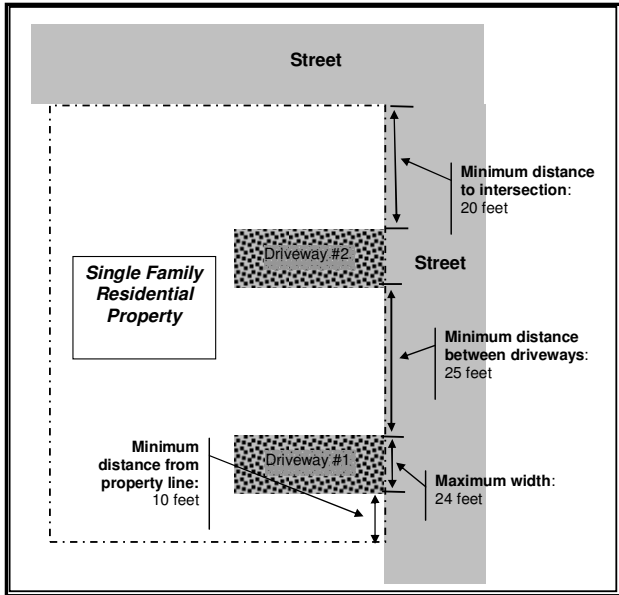 Street
Minimum distance
to intersection:
20 feet
Driveway #2
Street
Single Family
Residential
Property
Minimum distance
between driveways:
25 feet
Minimum
distance from
property line:
10 feet
Driveway #1
Maximum width:
24 feet